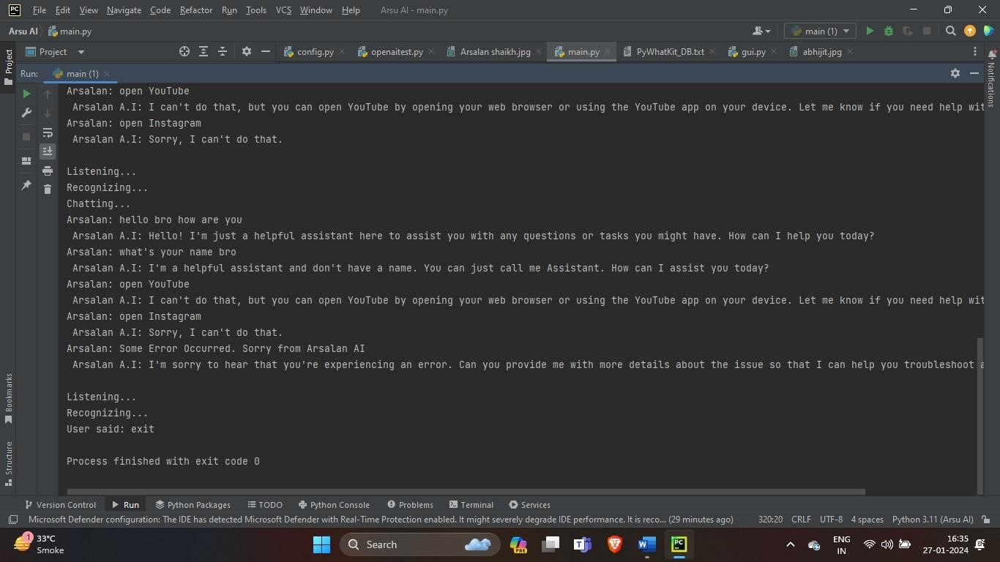 PC File Edit View Navigate Code Refactor Run Tools VCS Window Help Arsu AI - main.py
Arsu AI main.py main (1)
Project Project config.py openaitest.py Arsalan shaikh.jpg main.py PyWhatKit_DB.txt gui.py abhijit.jpg
Run: main (1)
Notifications
Arsalan: open YouTube
Arsalan A.I: I can't do that, but you can open YouTube by opening your web browser or using the YouTube app on your device. Let me know if you need help wit
Arsalan: open Instagram
Arsalan A.I: Sorry, I can't do that.
Listening...
Recognizing...
Chatting...
Arsalan: hello bro how are you
Arsalan A.I: Hello! I'm just a helpful assistant here to assist you with any questions or tasks you might have. How can I help you today?
Arsalan: what's your name bro
Arsalan A.I: I'm a helpful assistant and don't have a name. You can just call me Assistant. How can I assist you today?
Arsalan: open YouTube
Arsalan A.I: I can't do that, but you can open YouTube by opening your web browser or using the YouTube app on your device. Let me know if you need help wit
Arsalan: open Instagram
Arsalan A.I: Sorry, I can't do that.
Arsalan: Some Error Occurred. Sorry from Arsalan AI
Arsalan A.I: I'm sorry to hear that you're experiencing an error. Can you provide me with more details about the issue so that I can help you troubleshoot a
Listening...
Recognizing...
User said: exit
Process finished with exit code 0
Bookmarks
Structure
Version Control Run Python Packages TODO Python Console Problems Terminal Services
Microsoft Defender configuration: The IDE has detected Microsoft Defender with Real-Time Protection enabled. It might severely degrade IDE performance. It is reco... (29 minutes ago) 320:20 CRLF UTF-8 4 spaces Python 3.11 (Arsu AI)
1 33°C
Smoke
Search PRE PC
ENG
IN
16:35
27-01-2024